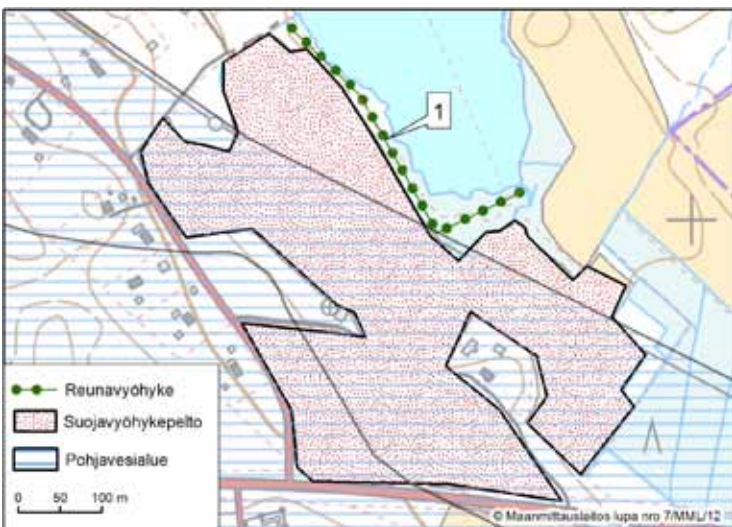 1
Reunavyöhyke
Suojavyöhykepelto
Pohjavesialue
0 50 100 m
© Maanmittauslaitos lupa nro 7/MML/12